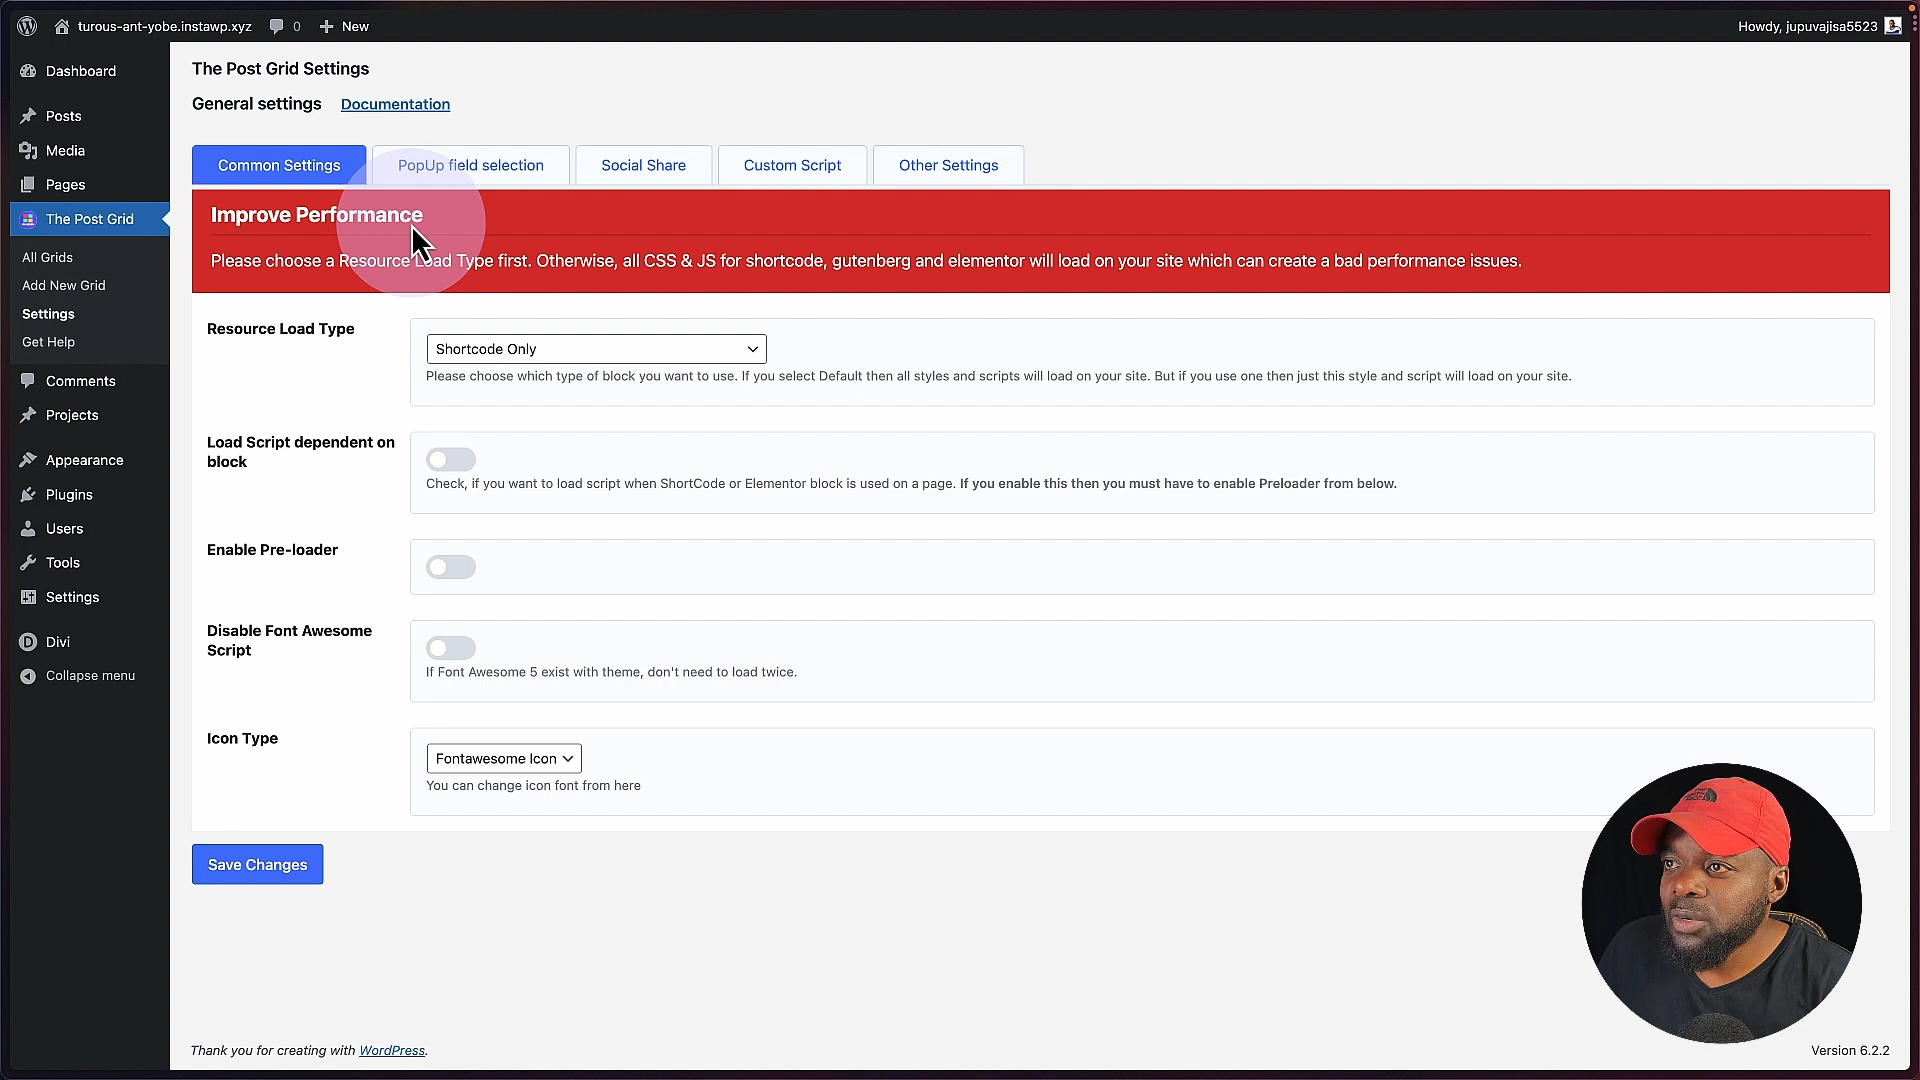 turous-ant-yobe.instawp.xyz
0
New
Howdy, jupuvajisa5523
Dashboard
Posts
Media
Pages
The Post Grid
All Grids
Add New Grid
Settings
Get Help
Comments
Projects
Appearance
Plugins
Users
Tools
Settings
Divi
Collapse menu
The Post Grid Settings
General settings Documentation
Common Settings
PopUp field selection
Social Share
Custom Script
Other Settings
Improve Performance
Please choose a Resource Load Type first. Otherwise, all CSS & JS for shortcode, gutenberg and elementor will load on your site which can create a bad performance issues.
Resource Load Type
Shortcode Only
Please choose which type of block you want to use. If you select Default then all styles and scripts will load on your site. But if you use one then just this style and script will load on your site.
Load Script dependent on
block
Check, if you want to load script when ShortCode or Elementor block is used on a page. If you enable this then you must have to enable Preloader from below.
Enable Pre-loader
Disable Font Awesome
Script
If Font Awesome 5 exist with theme, don't need to load twice.
Icon Type
Fontawesome Icon
You can change icon font from here
Save Changes
Thank you for creating with WordPress.
Version 6.2.2